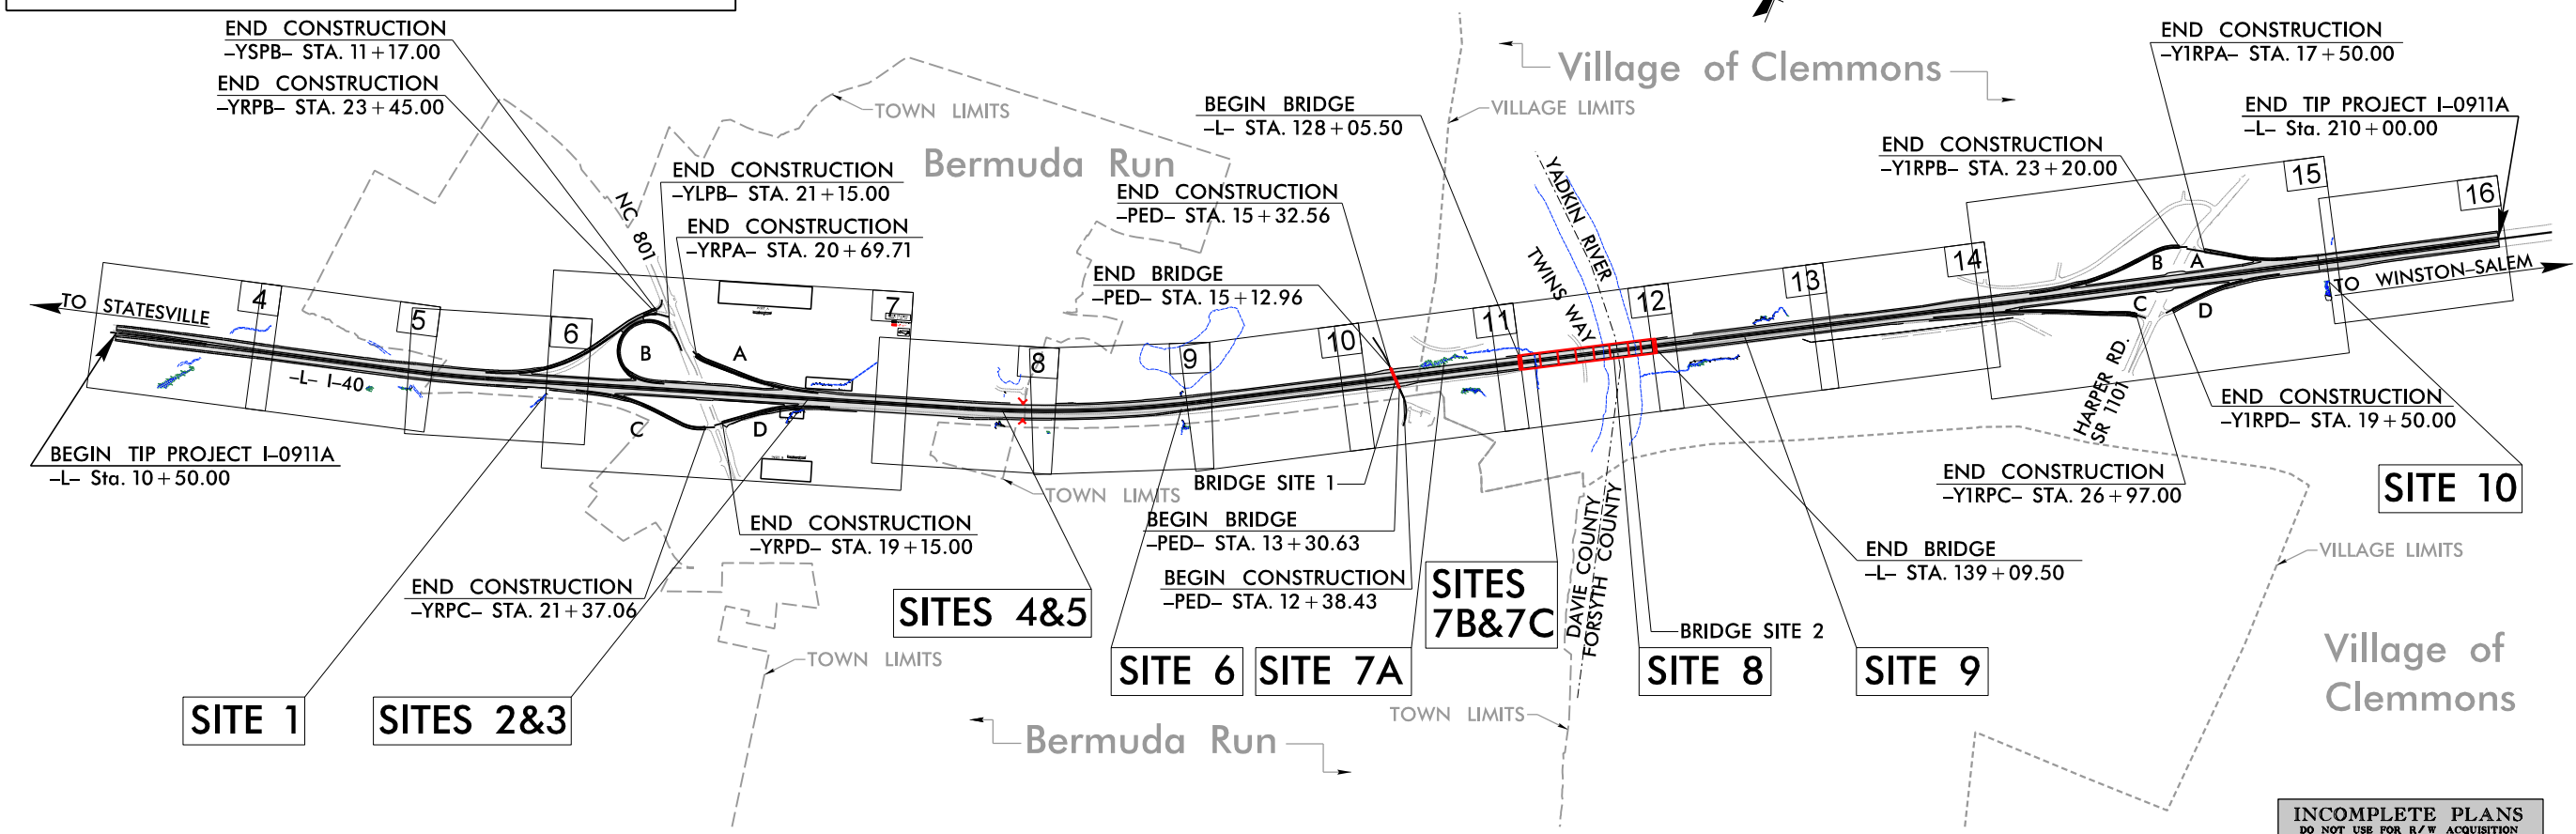 END CONSTRUCTION
-YSPB- STA. 11+17.00
END CONSTRUCTION
-YRPB- STA. 23+45.00
TOWN LIMITS
Bermuda Run
END CONSTRUCTION
-YLPB- STA. 21+15.00
END CONSTRUCTION
-YRPA- STA. 20+69.71
NC 801
BEGIN BRIDGE
-L- STA. 128+05.50
END CONSTRUCTION
-PED- STA. 15+32.56
END BRIDGE
-PED- STA. 15+12.96
Village of Clemmons
VILLAGE LIMITS
YADKIN RIVER
TWINS WAY
END CONSTRUCTION
-Y1RPA- STA. 17+50.00
END TIP PROJECT I-0911A
-L- Sta. 210+00.00
END CONSTRUCTION
-Y1RPB- STA. 23+20.00
TO STATESVILLE
4
5
6
7
8
9
10
11
12
13
14
15
16
B
A
C
D
B
A
C
D
-L- I-40
TO WINSTON-SALEM
HARPER RD.
SR 1101
BEGIN TIP PROJECT I-0911A
-L- Sta. 10+50.00
END CONSTRUCTION
-YRPD- STA. 19+15.00
END CONSTRUCTION
-YRPC- STA. 21+37.06
TOWN LIMITS
BRIDGE SITE 1
BEGIN BRIDGE
-PED- STA. 13+30.63
BEGIN CONSTRUCTION
-PED- STA. 12+38.43
DAVIE COUNTY
FORSYTH COUNTY
BRIDGE SITE 2
END BRIDGE
-L- STA. 139+09.50
END CONSTRUCTION
-Y1RPC- STA. 26+97.00
END CONSTRUCTION
-Y1RPD- STA. 19+50.00
VILLAGE LIMITS
Village of
Clemmons
SITE 1
SITES 2&3
SITES 4&5
SITE 6
SITE 7A
SITES
7B&7C
SITE 8
SITE 9
SITE 10
TOWN LIMITS
TOWN LIMITS
Bermuda Run
INCOMPLETE PLANS
DO NOT USE FOR R/W ACQUISITION